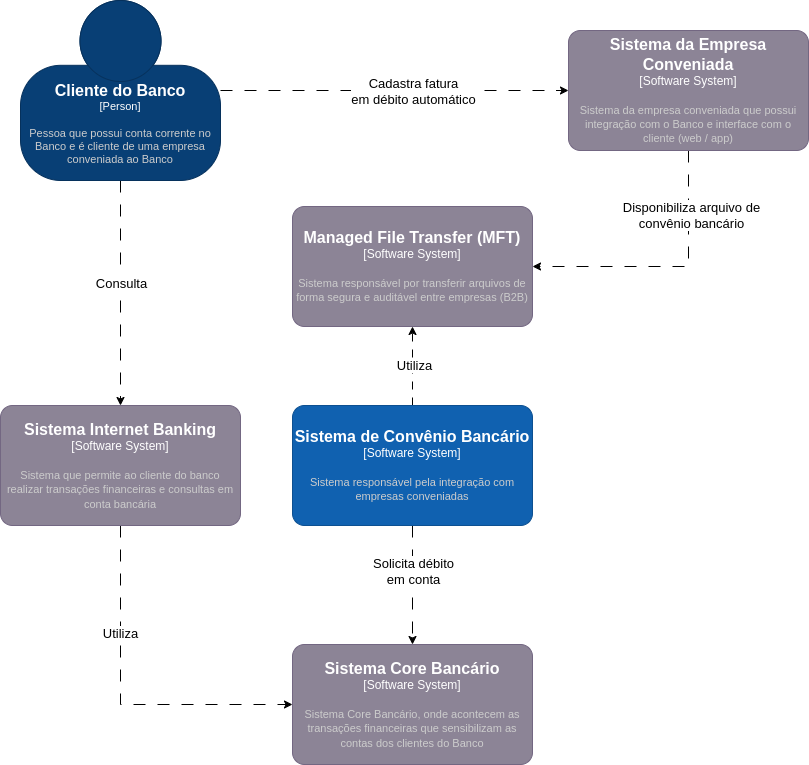 Cliente do Banco
[Person]
Pessoa que possui conta corrente no
Banco e é cliente de uma empresa
conveniada ao Banco
Cadastra fatura
em débito automático
Sistema da Empresa
Conveniada
[Software System]
Sistema da empresa conveniada que possui
integração com o Banco e interface com o
cliente (web / app)
Disponibiliza arquivo de
convênio bancário
Managed File Transfer (MFT)
[Software System]
Sistema responsável por transferir arquivos de
forma segura e auditável entre empresas (B2B)
Consulta
Utiliza
Sistema Internet Banking
[Software System]
Sistema que permite ao cliente do banco
realizar transações financeiras e consultas em
conta bancária
Sistema de Convênio Bancário
[Software System]
Sistema responsável pela integração com
empresas conveniadas
Solicita débito
em conta
Utiliza
Sistema Core Bancário
[Software System]
Sistema Core Bancário, onde acontecem as
transações financeiras que sensibilizam as
contas dos clientes do Banco